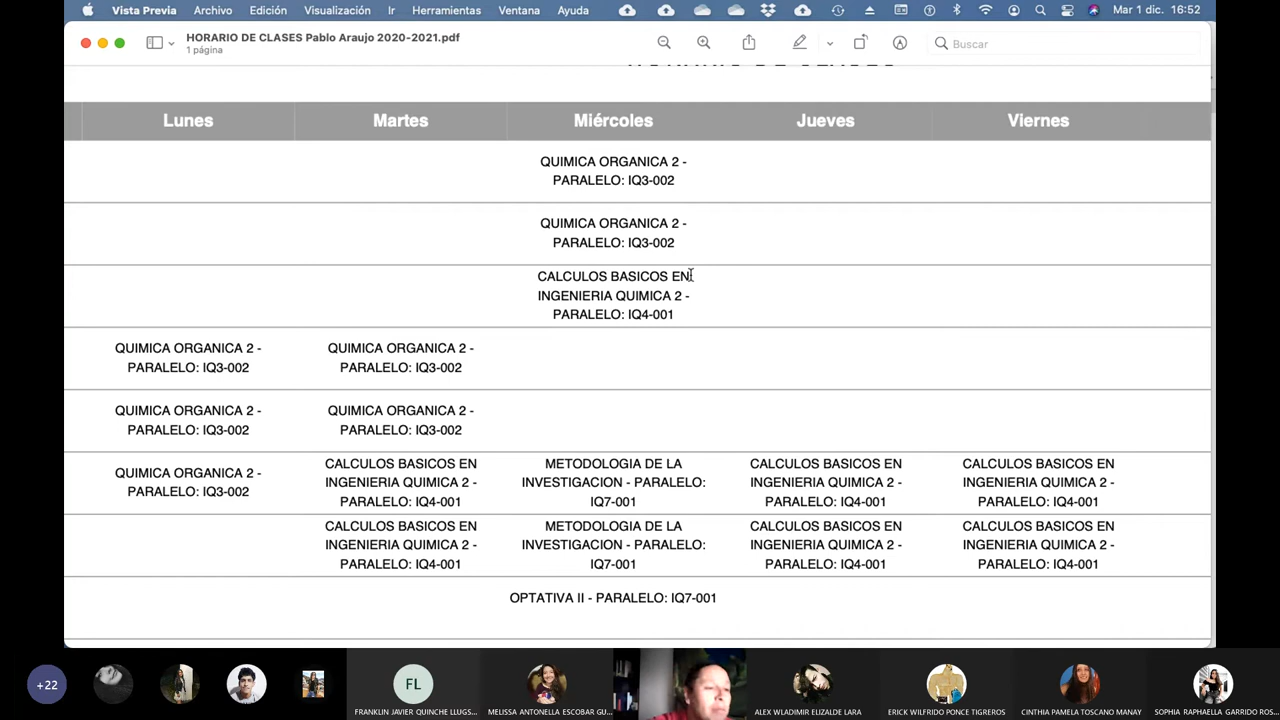 Vista Previa Archivo Edición Visualización Ir Herramientas Ventana Ayuda Mar 1 dic. 16:52
HORARIO DE CLASES Pablo Araujo 2020-2021.pdf
1 página
Buscar
HORARIO DE CLASES
Lunes Martes Miércoles Jueves Viernes
QUIMICA ORGANICA 2 -
PARALELO: IQ3-002
QUIMICA ORGANICA 2 -
PARALELO: IQ3-002
CALCULOS BASICOS EN
INGENIERIA QUIMICA 2 -
PARALELO: IQ4-001
QUIMICA ORGANICA 2 - QUIMICA ORGANICA 2 -
PARALELO: IQ3-002 PARALELO: IQ3-002
QUIMICA ORGANICA 2 - QUIMICA ORGANICA 2 -
PARALELO: IQ3-002 PARALELO: IQ3-002
QUIMICA ORGANICA 2 -
PARALELO: IQ3-002
CALCULOS BASICOS EN METODOLOGIA DE LA CALCULOS BASICOS EN CALCULOS BASICOS EN
INGENIERIA QUIMICA 2 - INVESTIGACION - PARALELO: INGENIERIA QUIMICA 2 - INGENIERIA QUIMICA 2 -
PARALELO: IQ4-001 IQ7-001 PARALELO: IQ4-001 PARALELO: IQ4-001
CALCULOS BASICOS EN METODOLOGIA DE LA CALCULOS BASICOS EN CALCULOS BASICOS EN
INGENIERIA QUIMICA 2 - INVESTIGACION - PARALELO: INGENIERIA QUIMICA 2 - INGENIERIA QUIMICA 2 -
PARALELO: IQ4-001 IQ7-001 PARALELO: IQ4-001 PARALELO: IQ4-001
OPTATIVA II - PARALELO: IQ7-001
+22 FL
FRANKLIN JAVIER QUINCHE LLUGS... MELISSA ANTONELLA ESCOBAR GU... ALEX WLADIMIR ELIZALDE LARA ERICK WILFRIDO PONCE TIGREROS CINTHIA PAMELA TOSCANO MANAY SOPHIA RAPHAELLA GARRIDO ROS...